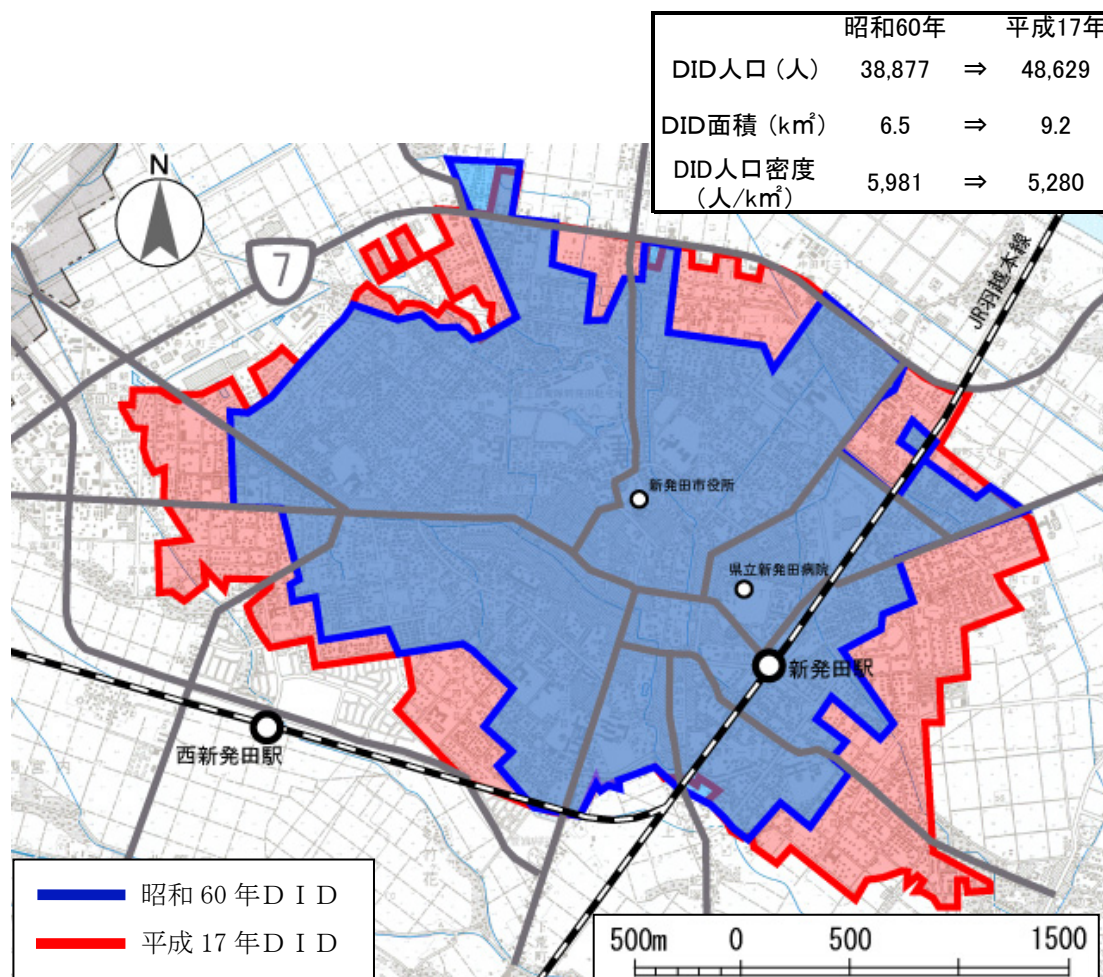 昭和60年 平成17年
DID人口(人) 38,877 ⇒ 48,629
DID面積(k㎡) 6.5 ⇒ 9.2
DID人口密度
(人/k㎡) 5,981 ⇒ 5,280
N
7
JR羽越本線
新発田市役所
県立新発田病院
新発田駅
西新発田駅
昭和 60 年DID
平成 17 年DID
500m 0 500 1500